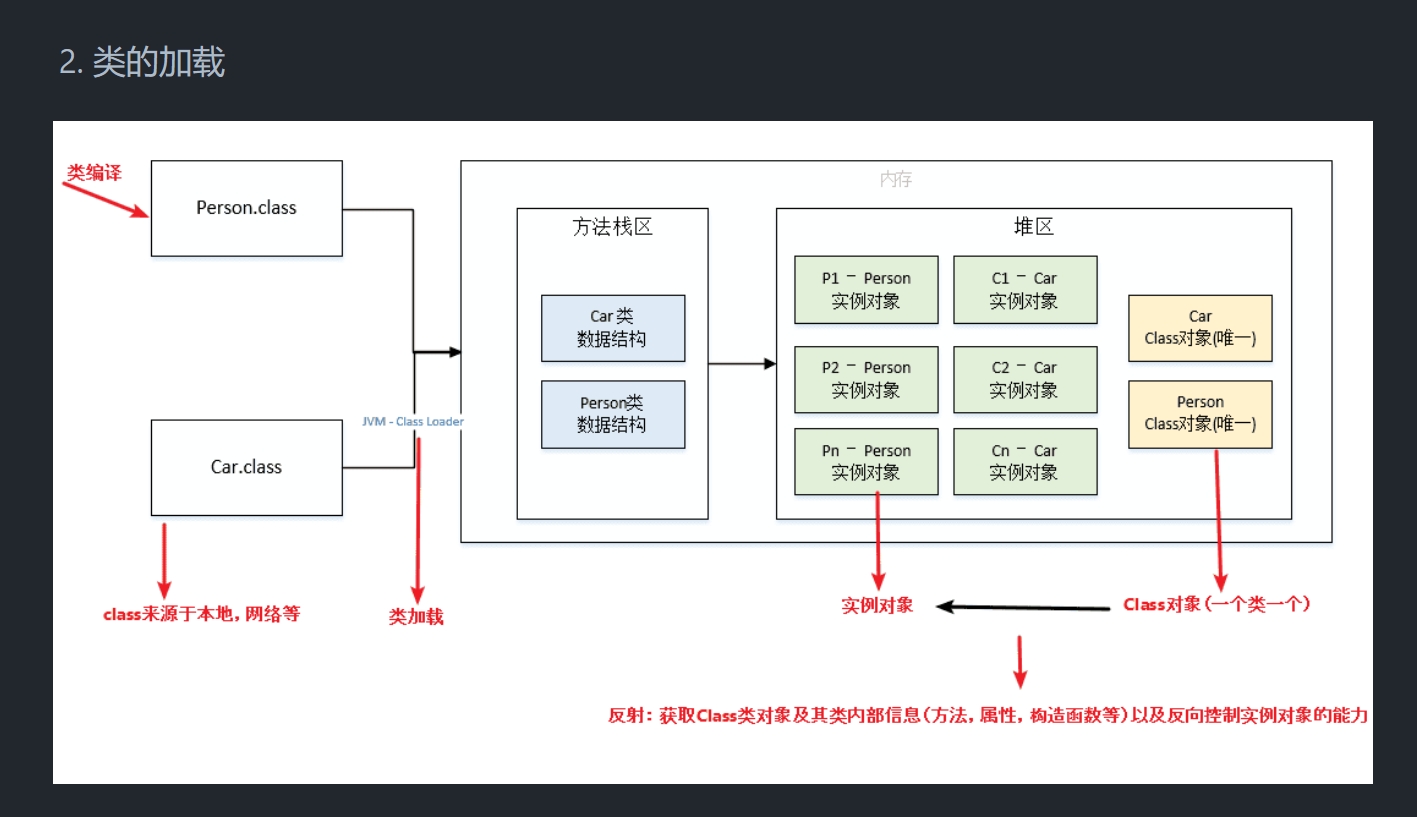 2. 类的加载
类编译
Person.class
内存
方法栈区
堆区
P1 – Person
实例对象
C1 – Car
实例对象
Car 类
数据结构
Car
Class对象(唯一)
P2 – Person
实例对象
C2 – Car
实例对象
Person类
数据结构
Person
Class对象(唯一)
JVM - Class Loader
Car.class
Pn – Person
实例对象
Cn – Car
实例对象
class来源于本地, 网络等
类加载
实例对象
Class对象 (一个类一个)
反射: 获取Class类对象及其类内部信息 (方法, 属性, 构造函数等) 以及反向控制实例对象的能力